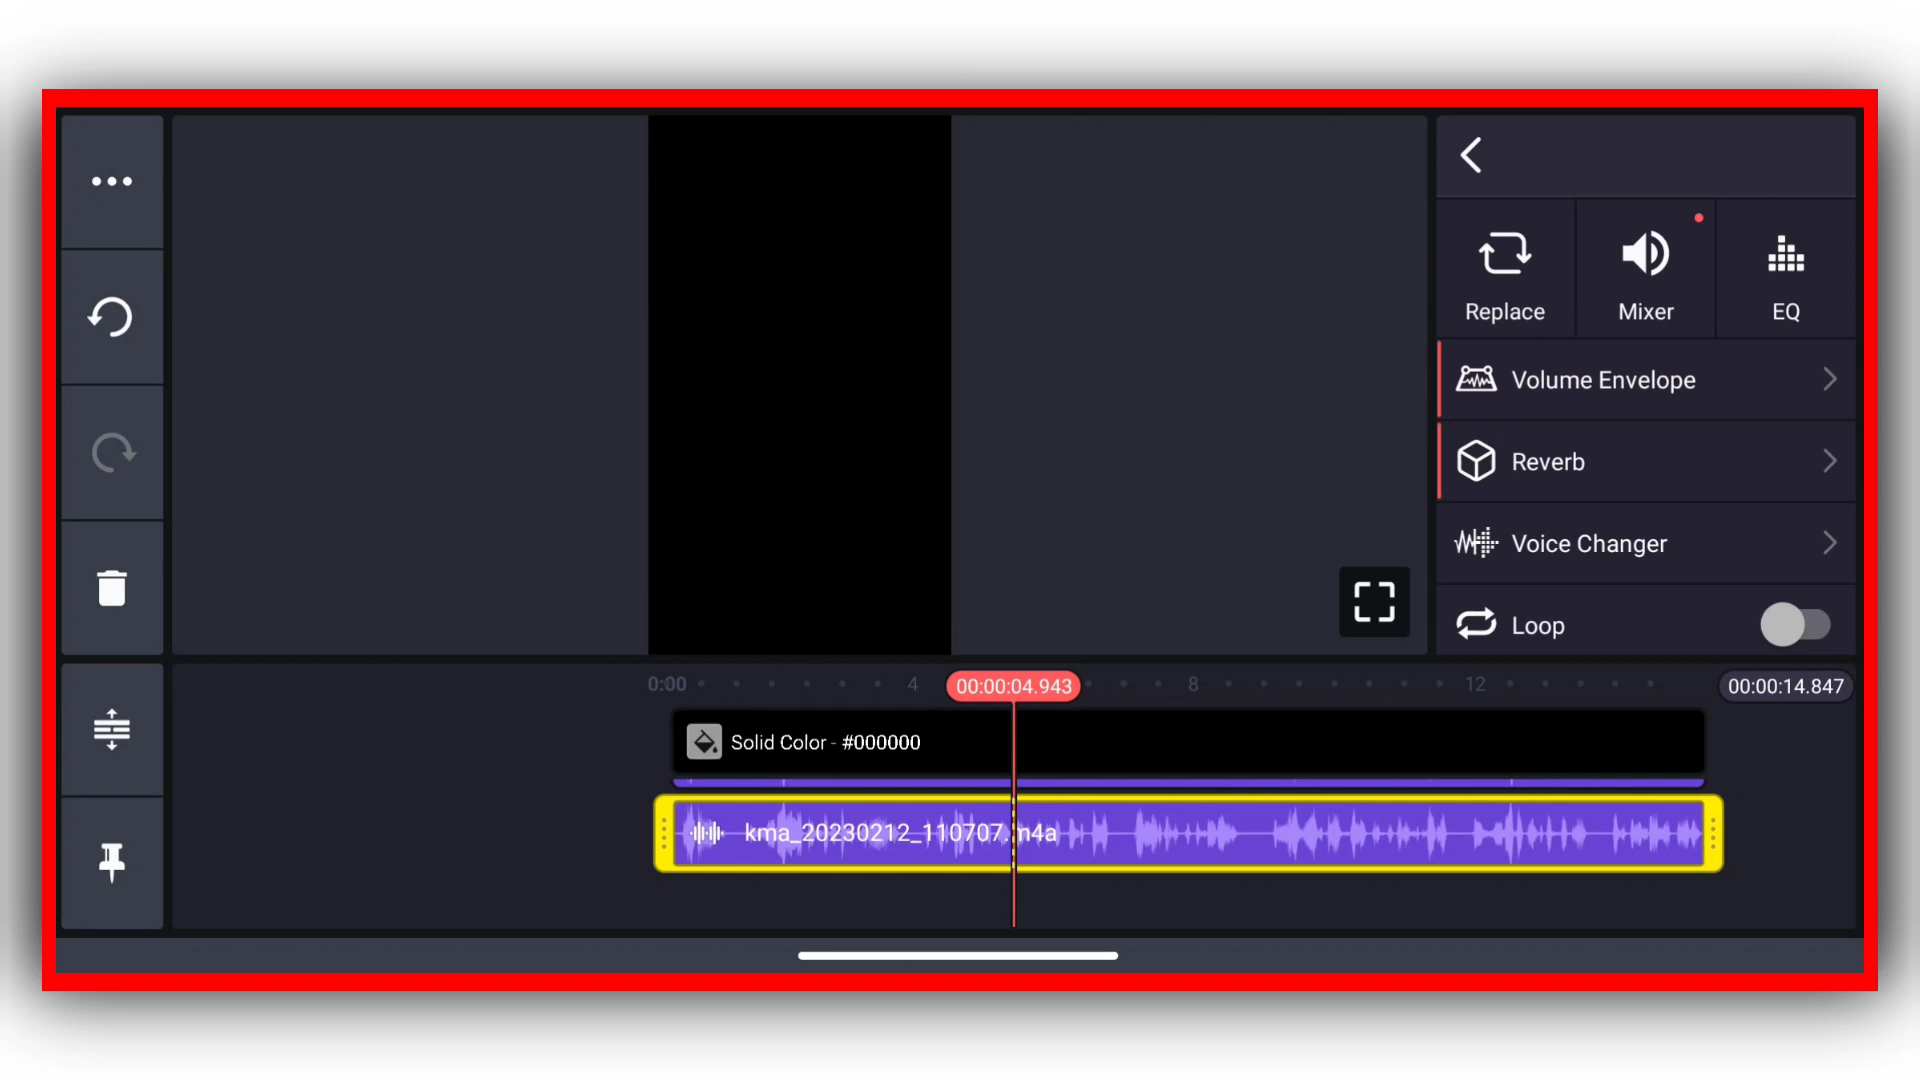 Replace
Mixer
EQ
Volume Envelope
Reverb
Voice Changer
Loop
0:00
4
00:00:04.943
8
12
00:00:14.847
Solid Color - #000000
kma_20230212_110707.m4a